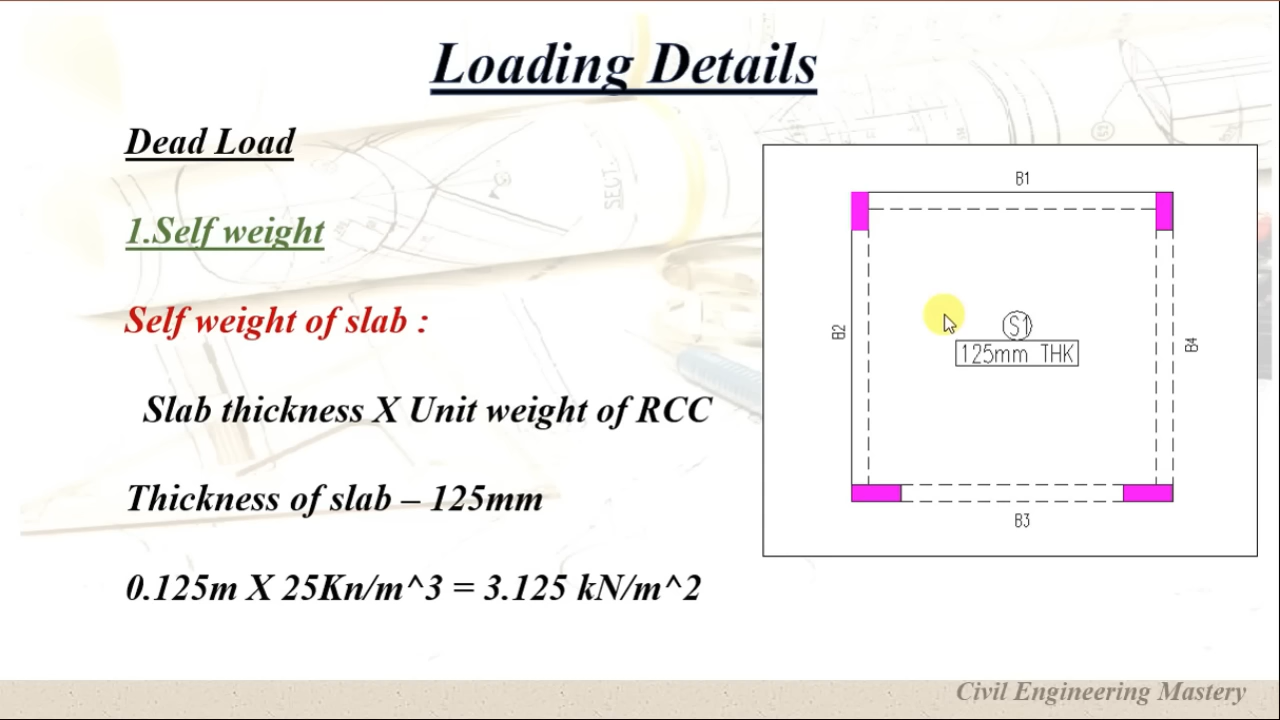 Loading Details
Dead Load
1.Self weight
Self weight of slab :
Slab thickness X Unit weight of RCC
Thickness of slab – 125mm
0.125m X 25Kn/m^3 = 3.125 kN/m^2
B1
B2
S1
125mm THK
B4
B3
Civil Engineering Mastery